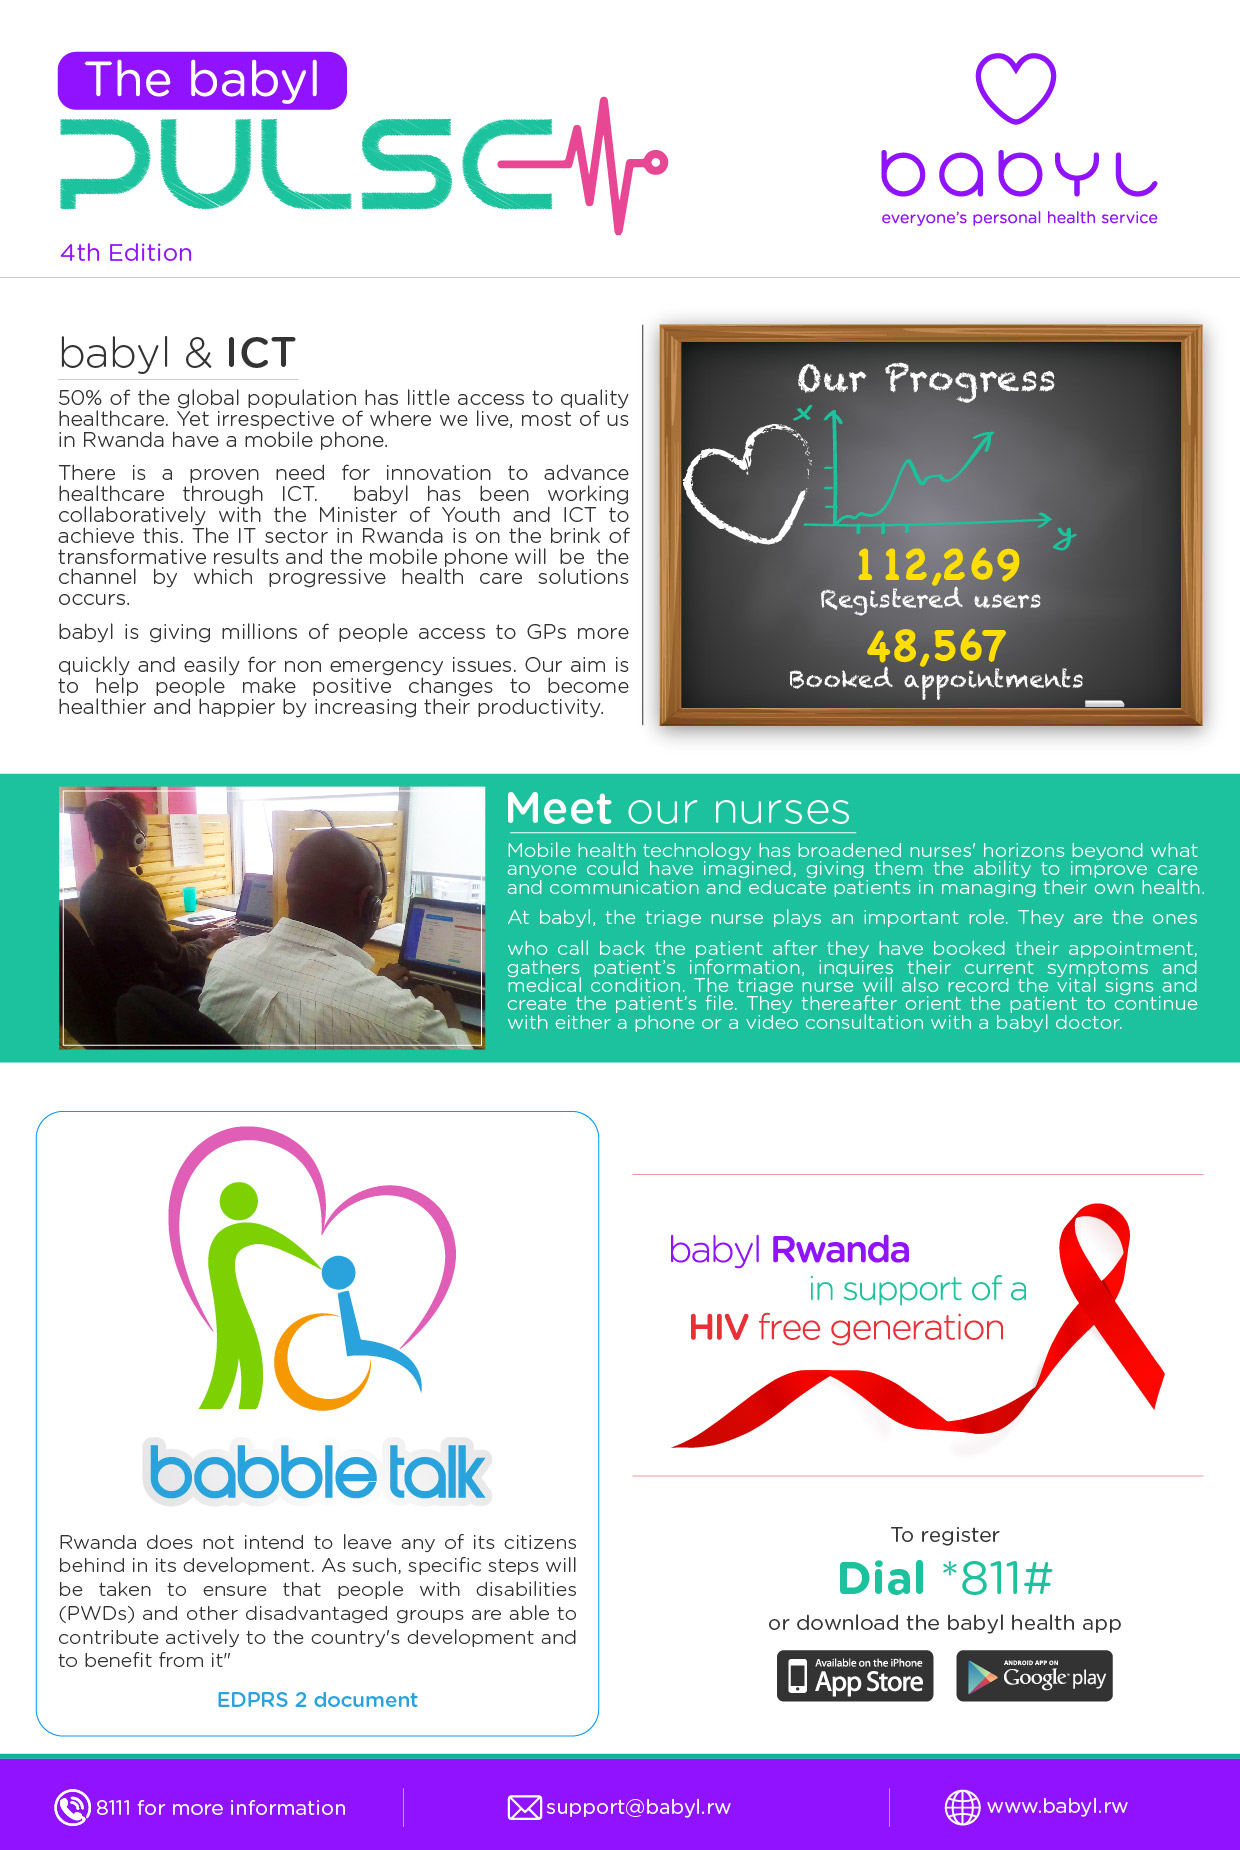 The babyl
PULSE
4th Edition
babyl
everyone's personal health service
babyl & ICT
50% of the global population has little access to quality
healthcare. Yet irrespective of where we live, most of us
in Rwanda have a mobile phone.
There is a proven need for innovation to advance
healthcare through ICT. babyl has been working
collaboratively with the Minister of Youth and ICT to
achieve this. The IT sector in Rwanda is on the brink of
transformative results and the mobile phone will be the
channel by which progressive health care solutions
occurs.
babyl is giving millions of people access to GPs more
quickly and easily for non emergency issues. Our aim is
to help people make positive changes to become
healthier and happier by increasing their productivity.
Our Progress
x
y
112,269
Registered users
48,567
Booked appointments
Meet our nurses
Mobile health technology has broadened nurses' horizons beyond what
anyone could have imagined, giving them the ability to improve care
and communication and educate patients in managing their own health.
At babyl, the triage nurse plays an important role. They are the ones
who call back the patient after they have booked their appointment,
gathers patient's information, inquires their current symptoms and
medical condition. The triage nurse will also record the vital signs and
create the patient's file. They thereafter orient the patient to continue
with either a phone or a video consultation with a babyl doctor.
babble talk
Rwanda does not intend to leave any of its citizens
behind in its development. As such, specific steps will
be taken to ensure that people with disabilities
(PWDs) and other disadvantaged groups are able to
contribute actively to the country's development and
to benefit from it"
EDPRS 2 document
babyl Rwanda
in support of a
HIV free generation
To register
Dial *811#
or download the babyl health app
Available on the iPhone
App Store
ANDROID APP ON
Google play
8111 for more information
support@babyl.rw
www.babyl.rw